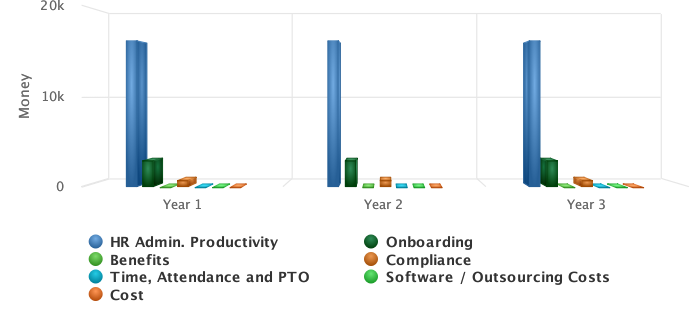 20k
10k
0
Money
Year 1
Year 2
Year 3
HR Admin. Productivity
Onboarding
Benefits
Compliance
Time, Attendance and PTO
Software / Outsourcing Costs
Cost